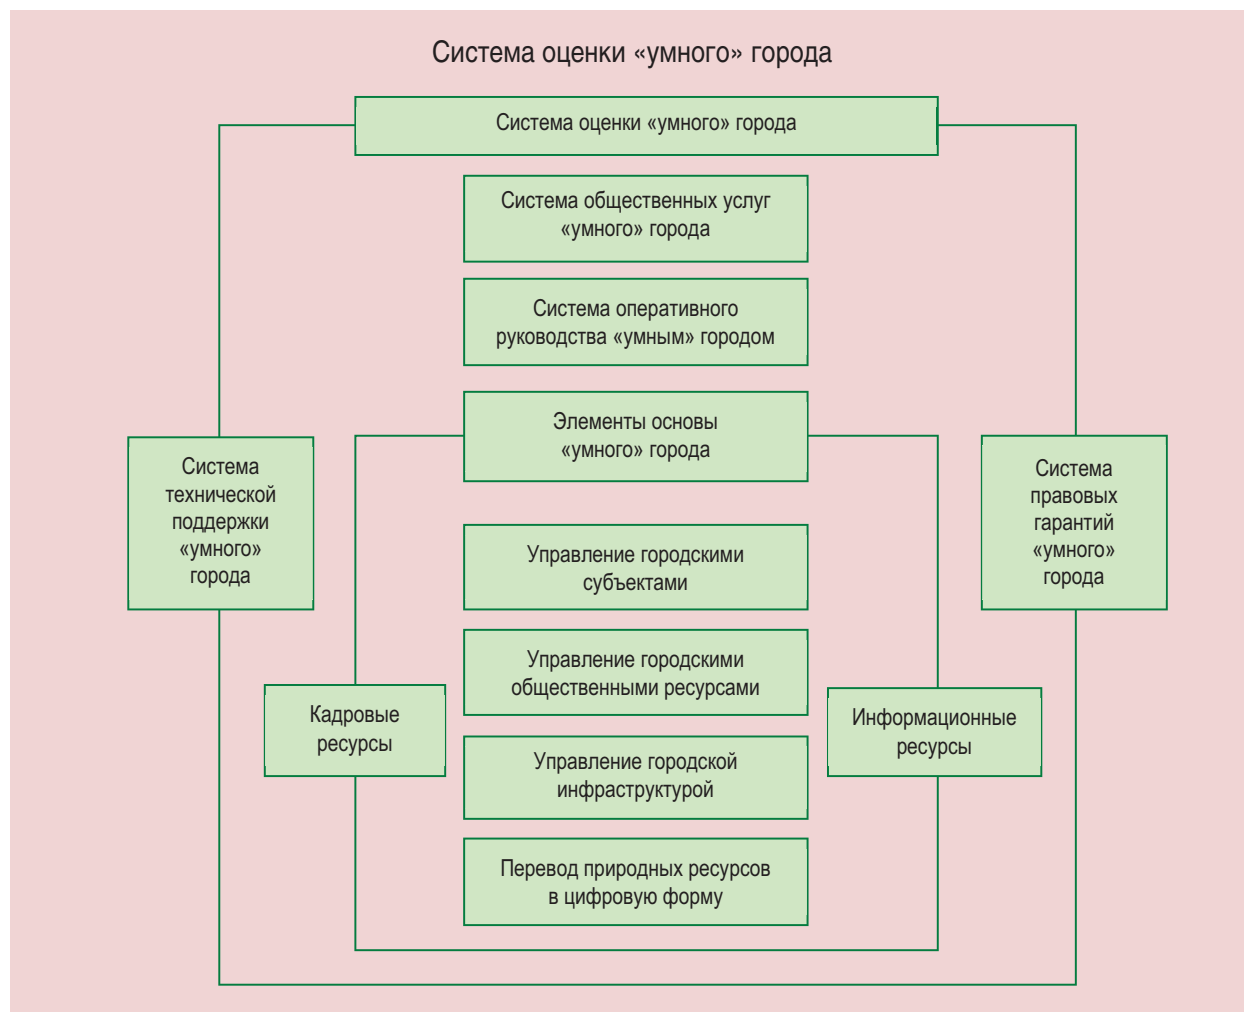 Система оценки «умного» города
Система оценки «умного» города
Система общественных услуг
«умного» города
Система оперативного
руководства «умным» городом
Элементы основы
«умного» города
Система
технической
поддержки
«умного»
города
Система
правовых
гарантий
«умного»
города
Управление городскими
субъектами
Управление городскими
общественными ресурсами
Кадровые
ресурсы
Информационные
ресурсы
Управление городской
инфраструктурой
Перевод природных ресурсов
в цифровую форму